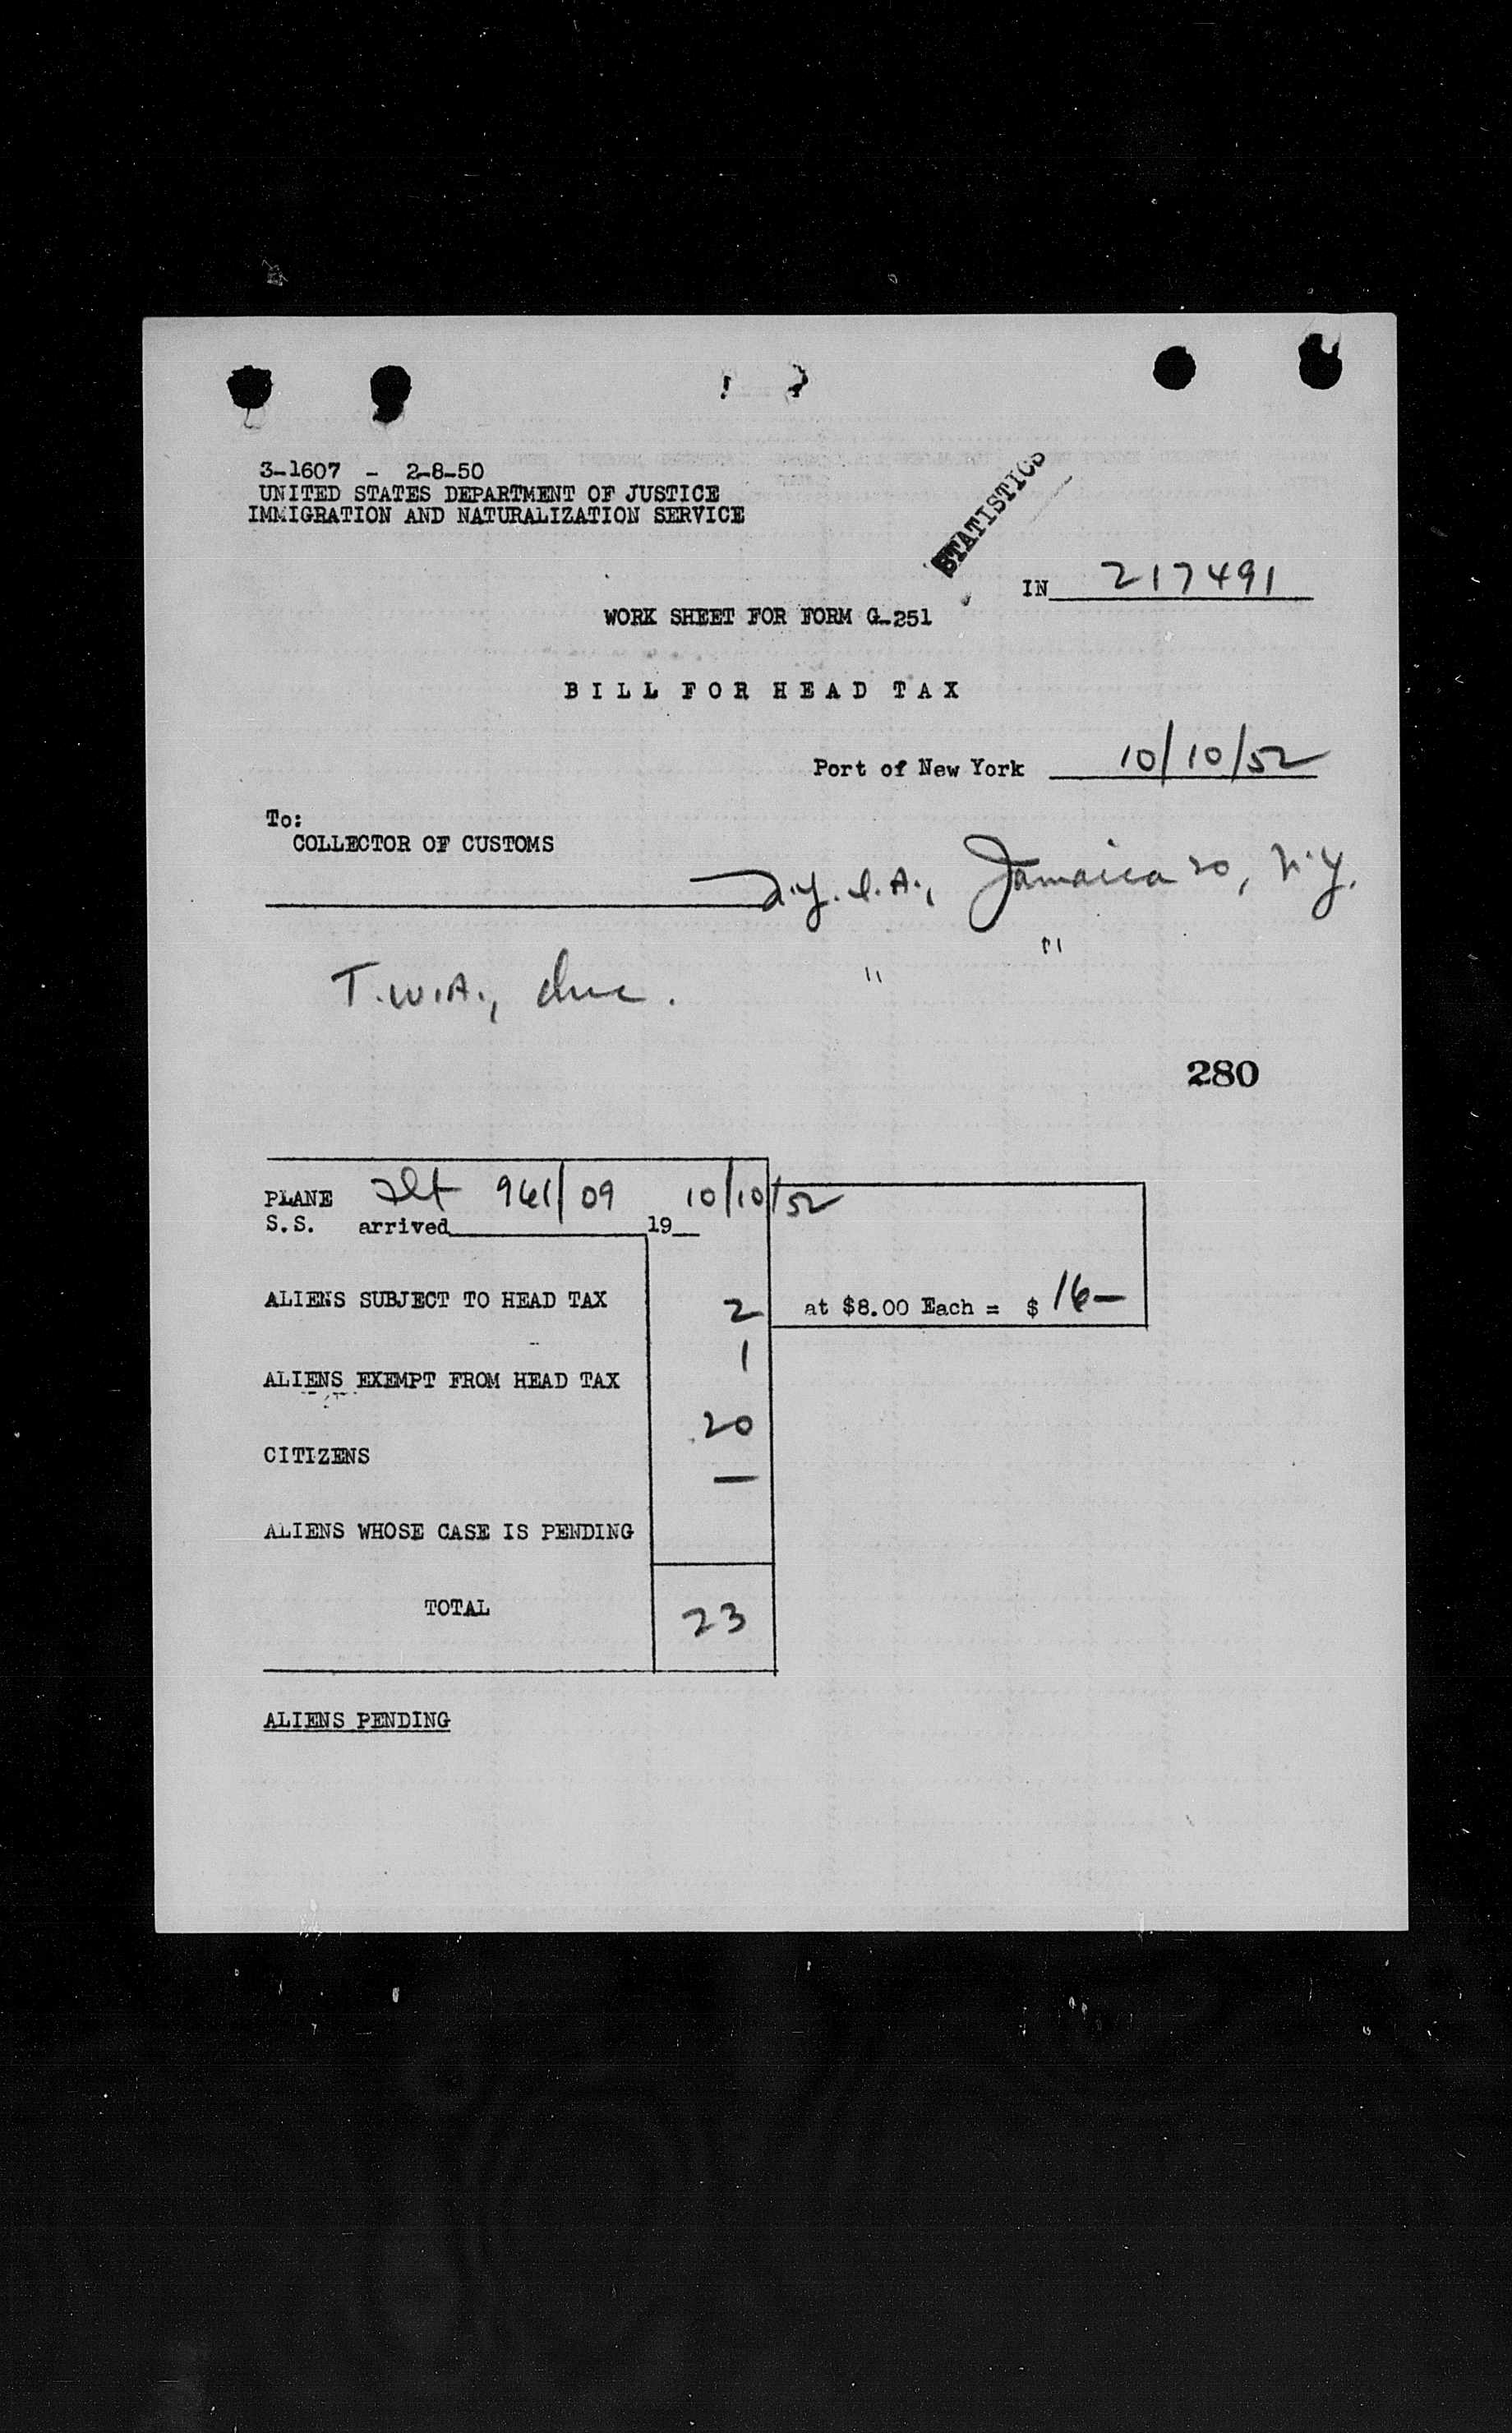 3-1607 - 2-8-50
UNITED STATES DEPARTMENT OF JUSTICE
IMMIGRATION AND NATURALIZATION SERVICE
STATISTICS
IN 217491
WORK SHEET FOR FORM G-251
BILL FOR HEAD TAX
Port of New York 10/10/52
To:
COLLECTOR OF CUSTOMS
N.Y.I.A., Jamaica 20, N.Y.
T.W.A., Inc. " "
280
PLANE Flt 961/09 10/10/52
S.S. arrived 19
ALIENS SUBJECT TO HEAD TAX 2 at $8.00 Each = $ 16—
ALIENS EXEMPT FROM HEAD TAX 1
CITIZENS 20
ALIENS WHOSE CASE IS PENDING —
TOTAL 23
ALIENS PENDING